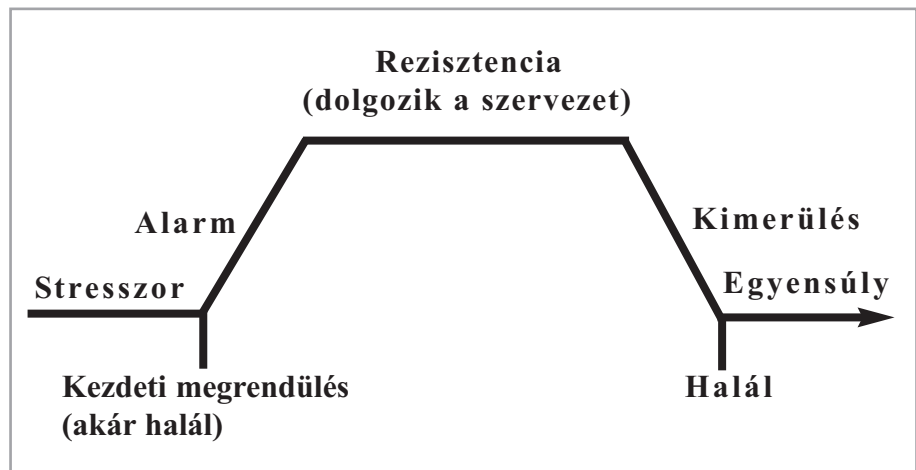 Rezisztencia
(dolgozik a szervezet)
Alarm
Kimerülés
Stresszor
Egyensúly
Kezdeti megrendülés
(akár halál)
Halál